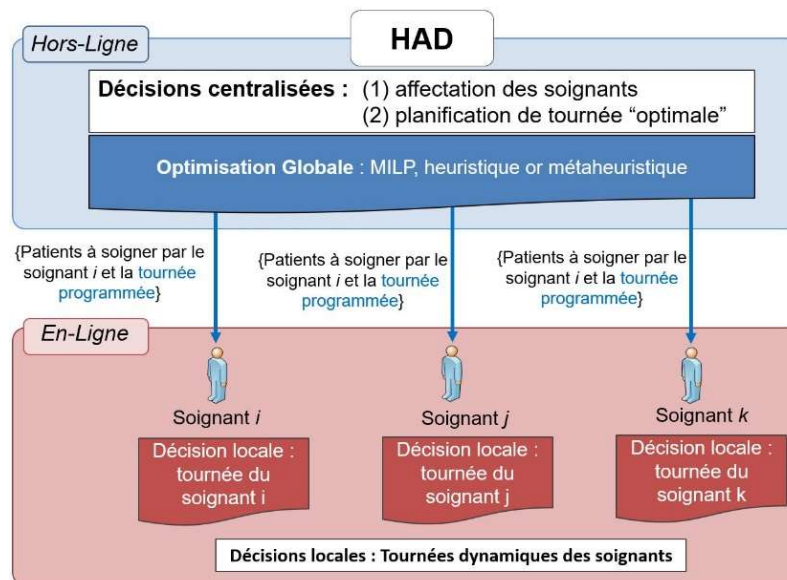 Hors-Ligne
HAD
Décisions centralisées : (1) affectation des soignants
(2) planification de tournée “optimale”
Optimisation Globale : MILP, heuristique or métaheuristique
{Patients à soigner par le
soignant i et la tournée
programmée}
{Patients à soigner par le
soignant i et la tournée
programmée}
{Patients à soigner par le
soignant i et la tournée
programmée}
En-Ligne
Soignant i
Soignant j
Soignant k
Décision locale :
tournée du
soignant i
Décision locale :
tournée du
soignant j
Décision locale :
tournée du
soignant k
Décisions locales : Tournées dynamiques des soignants